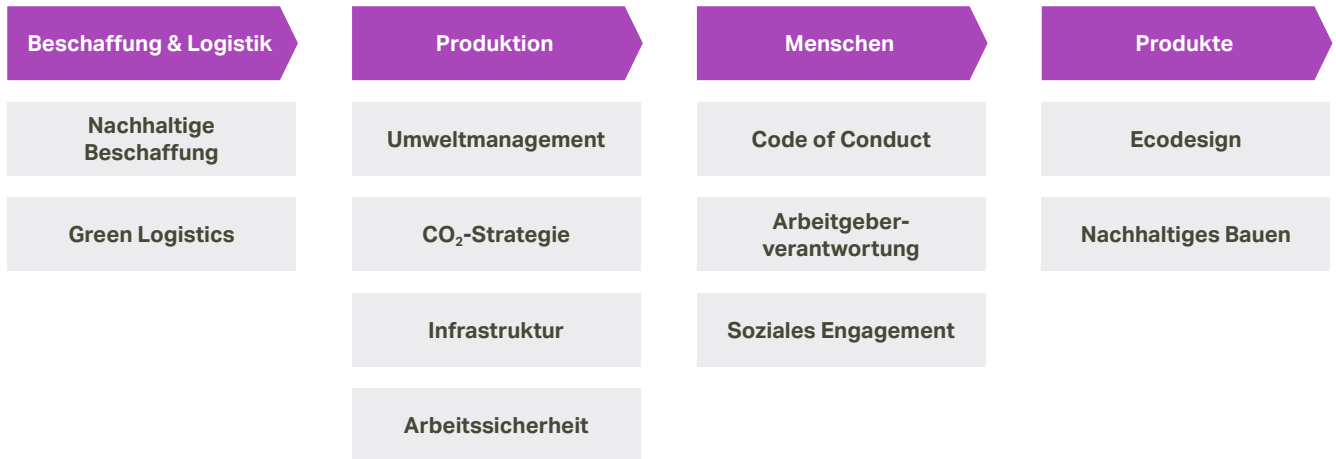 Beschaffung & Logistik
Produktion
Menschen
Produkte
Nachhaltige
Beschaffung
Umweltmanagement
Code of Conduct
Ecodesign
Green Logistics
CO₂-Strategie
Arbeitgeber-
verantwortung
Nachhaltiges Bauen
Infrastruktur
Soziales Engagement
Arbeitssicherheit